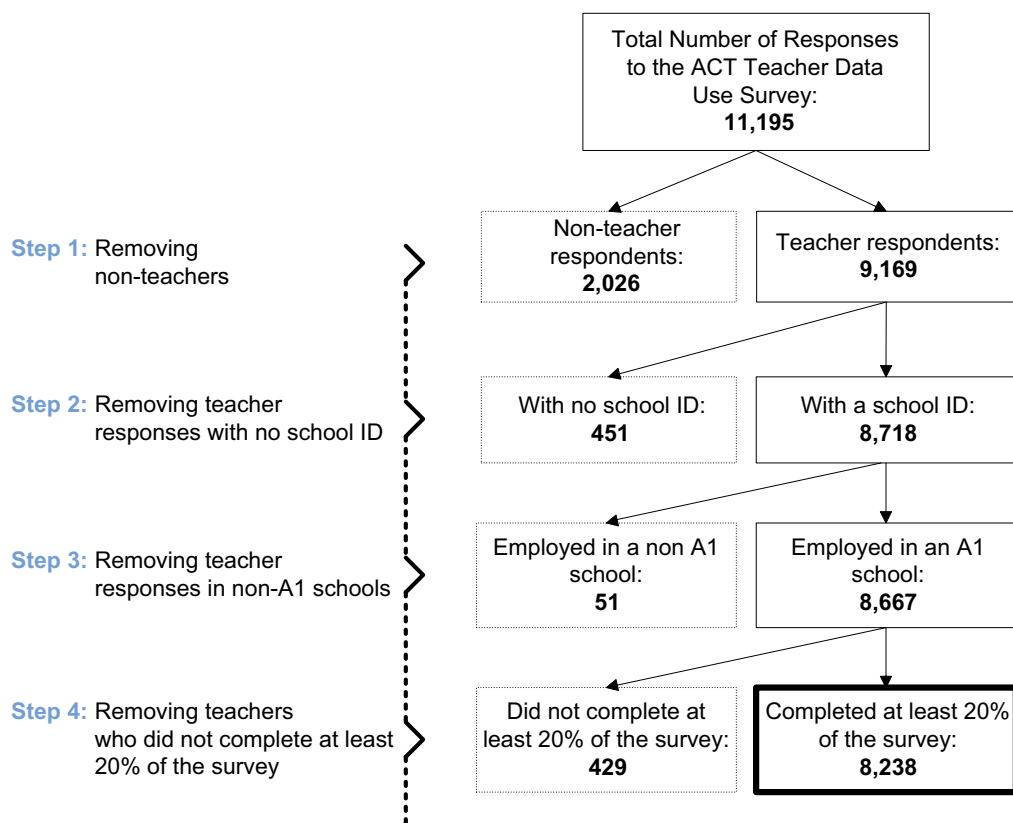 Total Number of Responses
to the ACT Teacher Data
Use Survey:
11,195
Step 1: Removing
non-teachers
Non-teacher
respondents:
2,026
Teacher respondents:
9,169
Step 2: Removing teacher
responses with no school ID
With no school ID:
451
With a school ID:
8,718
Step 3: Removing teacher
responses in non-A1 schools
Employed in a non A1
school:
51
Employed in an A1
school:
8,667
Step 4: Removing teachers
who did not complete at least
20% of the survey
Did not complete at
least 20% of the survey:
429
Completed at least 20%
of the survey:
8,238